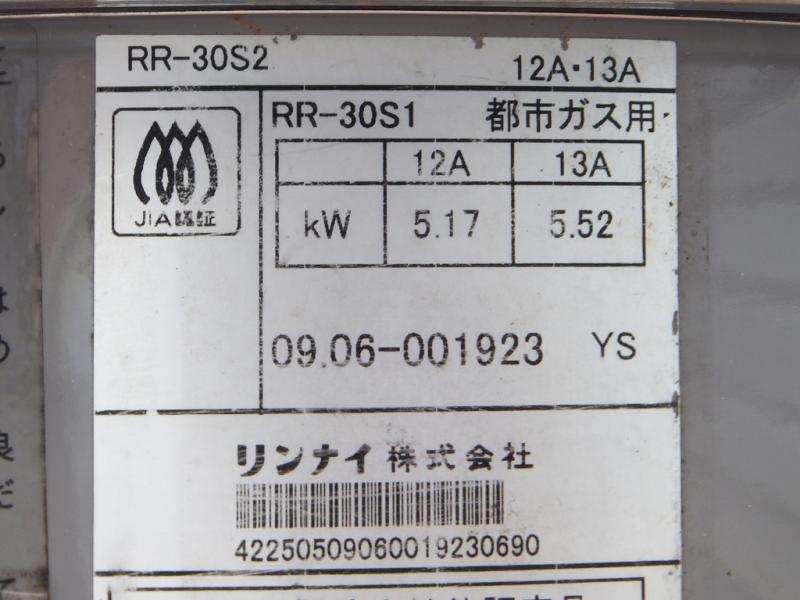 RR-30S2
12A・13A
JIA認証
RR-30S1 都市ガス用
12A 13A
kW 5.17 5.52
09.06-001923 YS
リンナイ株式会社
42250509060019230690